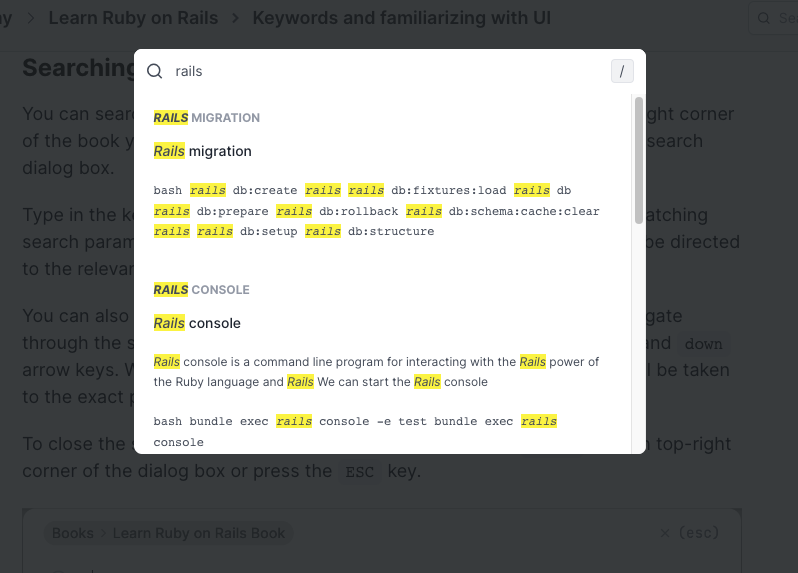 Learn Ruby on Rails > Keywords and familiarizing with UI
Searching
rails
/
You can
ght corner
of the book
search
dialog box.
RAILS MIGRATION
Rails migration
bash rails db:create rails rails db:fixtures:load rails db
rails db:prepare rails db:rollback rails db:schema:cache:clear
rails rails db:setup rails db:structure
Type in the
atching
search
be directed
to the
RAILS CONSOLE
Rails console
Rails console is a command line program for interacting with the Rails power of
the Ruby language and Rails We can start the Rails console
bash bundle exec rails console -e test bundle exec rails
console
You can also
gate
through the
and down
arrow keys.
be taken
to the exact
To close the
top-right
corner of the dialog box or press the ESC key.
Books > Learn Ruby on Rails Book
× (esc)